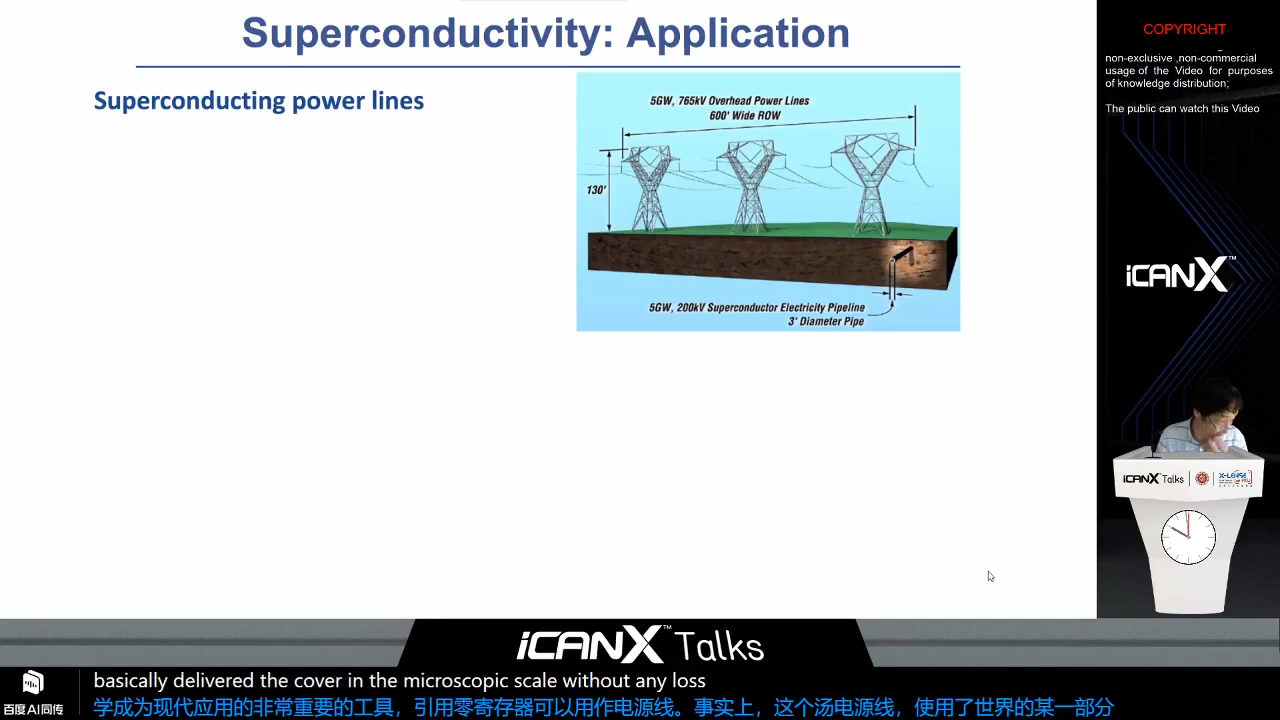 Superconductivity: Application
Superconducting power lines
5GW, 765kV Overhead Power Lines
600' Wide ROW
130'
5GW, 200kV Superconductor Electricity Pipeline
3' Diameter Pipe
COPYRIGHT
non-exclusive ,non-commercial
usage of the Video for purposes
of knowledge distribution;
The public can watch this Video
iCANX™
iCANX Talks
X-LENSE
iCANX™ Talks
basically delivered the cover in the microscopic scale without any loss
学成为现代应用的非常重要的工具，引用零寄存器可以用作电源线。事实上，这个汤电源线，使用了世界的某一部分
百度AI同传